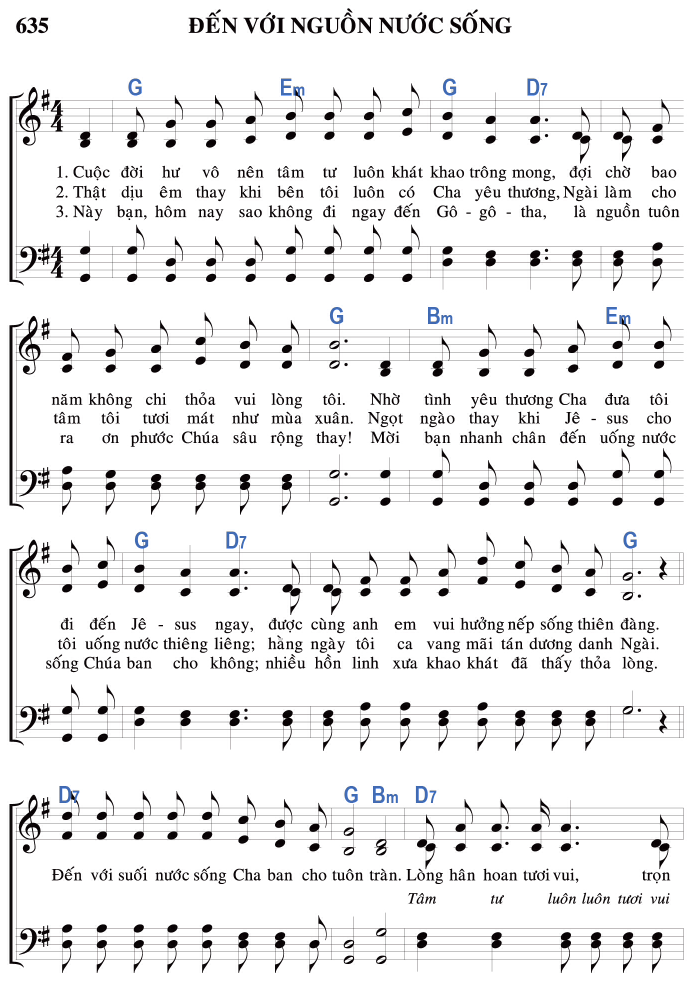 635 ĐẾN VỚI NGUỒN NƯỚC SỐNG
G Em G D7
1. Cuộc đời hư vô nên tâm tư luôn khát khao trông mong, đợi chờ bao
2. Thật dịu êm thay khi bên tôi luôn có Cha yêu thương, Ngài làm cho
3. Này bạn, hôm nay sao không đi ngay đến Gô - gô - tha, là nguồn tuôn
G Bm Em
năm không chi thỏa vui lòng tôi. Nhờ tình yêu thương Cha đưa tôi
tâm tôi tươi mát như mùa xuân. Ngọt ngào thay khi Jê - sus cho
ra ơn phước Chúa sâu rộng thay! Mời bạn nhanh chân đến uống nước
G D7 G
đi đến Jê - sus ngay, được cùng anh em vui hưởng nếp sống thiên đàng.
tôi uống nước thiêng liêng; hằng ngày tôi ca vang mãi tán dương danh Ngài.
sống Chúa ban cho không; nhiều hồn linh xưa khao khát đã thấy thỏa lòng.
D7 G Bm D7
Đến với suối nước sống Cha ban cho tuôn tràn. Lòng hân hoan tươi vui, trọn
Tâm tư luôn luôn tươi vui